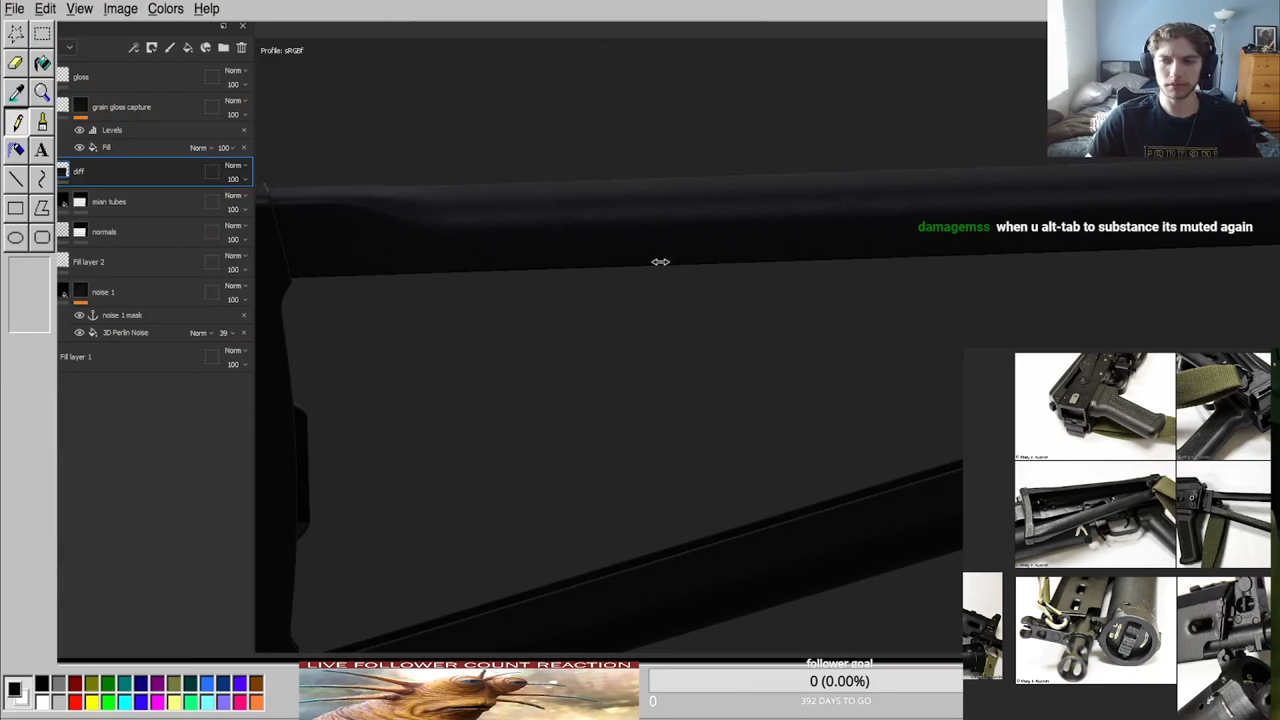 File Edit View Image Colors Help
Profile: sRGBf
gloss Norm 100
grain gloss capture Norm 100
Levels
Fill Norm 100
diff Norm 100
mian tubes Norm 100
normals Norm 100
Fill layer 2 Norm 100
noise 1 Norm 100
noise 1 mask
3D Perlin Noise Norm 39
Fill layer 1 Norm 100
damagemss when u alt-tab to substance its muted again
LIVE FOLLOWER COUNT REACTION
follower goal
0 (0.00%)
0
392 DAYS TO GO